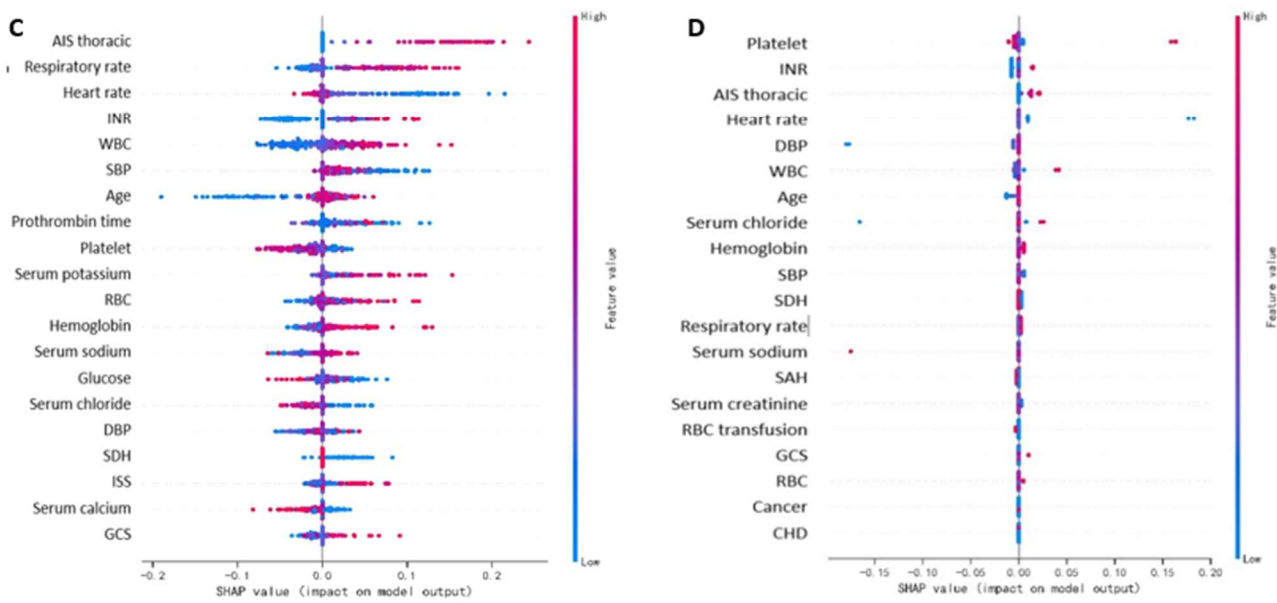 C
High
AIS thoracic
Respiratory rate
Heart rate
INR
WBC
SBP
Age
Prothrombin time
Platelet
Serum potassium
RBC
Hemoglobin
Serum sodium
Glucose
Serum chloride
DBP
SDH
ISS
Serum calcium
GCS
Feature value
Low
-0.2 -0.1 0.0 0.1 0.2
SHAP value (impact on model output)
D
High
Platelet
INR
AIS thoracic
Heart rate
DBP
WBC
Age
Serum chloride
Hemoglobin
SBP
SDH
Respiratory rate
Serum sodium
SAH
Serum creatinine
RBC transfusion
GCS
RBC
Cancer
CHD
Feature value
Low
-0.15 -0.10 -0.05 0.00 0.05 0.10 0.15 0.20
SHAP value (impact on model output)